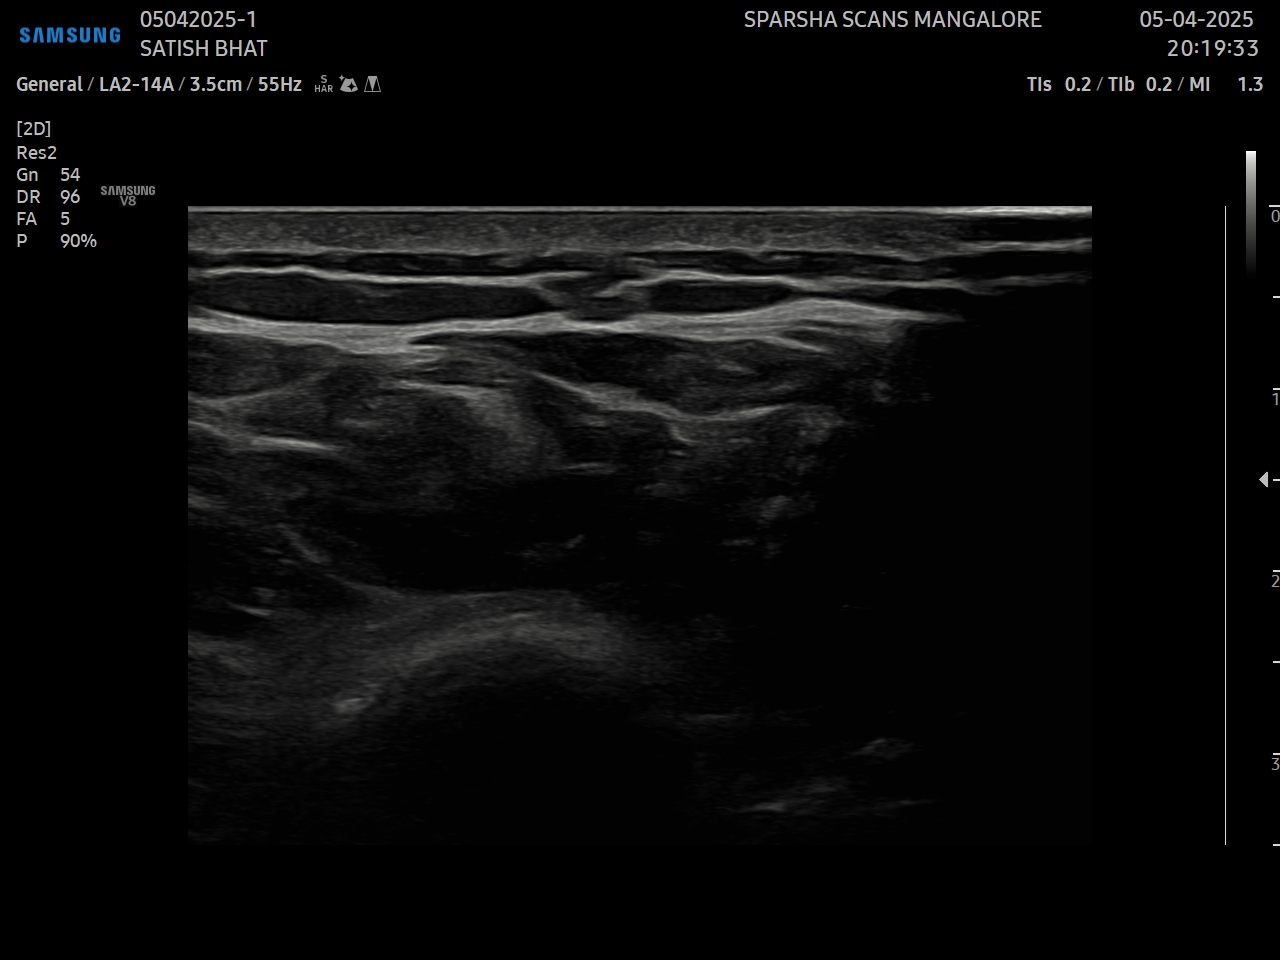 SAMSUNG
05042025-1
SATISH BHAT
SPARSHA SCANS MANGALORE
05-04-2025
20:19:33
General / LA2-14A / 3.5cm / 55Hz
S
HAR
TIs 0.2 / TIb 0.2 / MI 1.3
[2D]
Res2
Gn 54
DR 96
FA 5
P 90%
SAMSUNG
V8
0
1
2
3